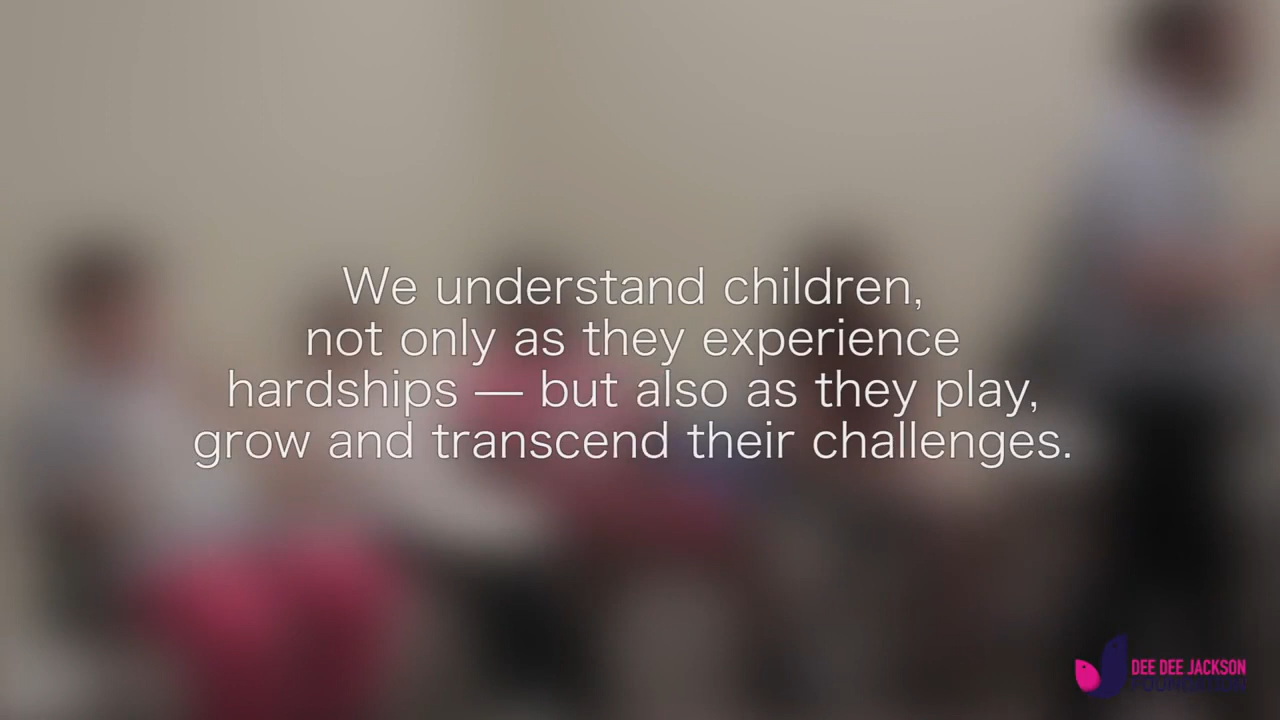 We understand children,
not only as they experience
hardships — but also as they play,
grow and transcend their challenges.
DEE DEE JACKSON
FOUNDATION